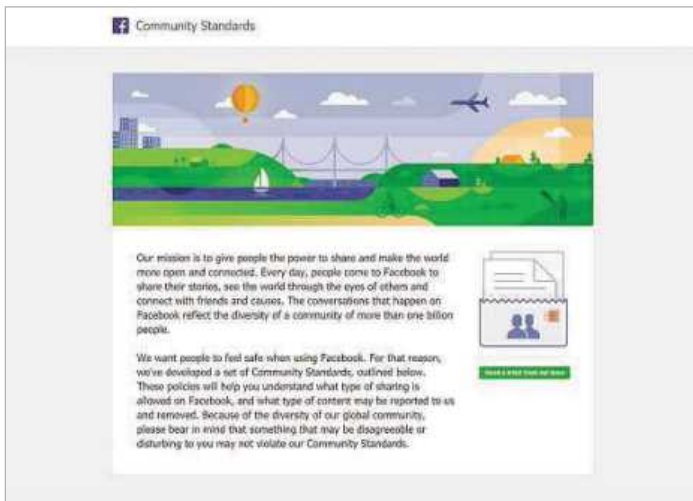 Community Standards
Our mission is to give people the power to share and make the world
more open and connected. Every day, people come to Facebook to
share their stories, see the world through the eyes of others and
connect with friends and causes. The conversations that happen on
Facebook reflect the diversity of a community of more than one billion
people.
We want people to feel safe when using Facebook. For that reason,
we've developed a set of Community Standards, outlined below.
These policies will help you understand what type of sharing is
allowed on Facebook, and what type of content may be reported to us
and removed. Because of the diversity of our global community,
please bear in mind that something that may be disagreeable or
disturbing to you may not violate our Community Standards.